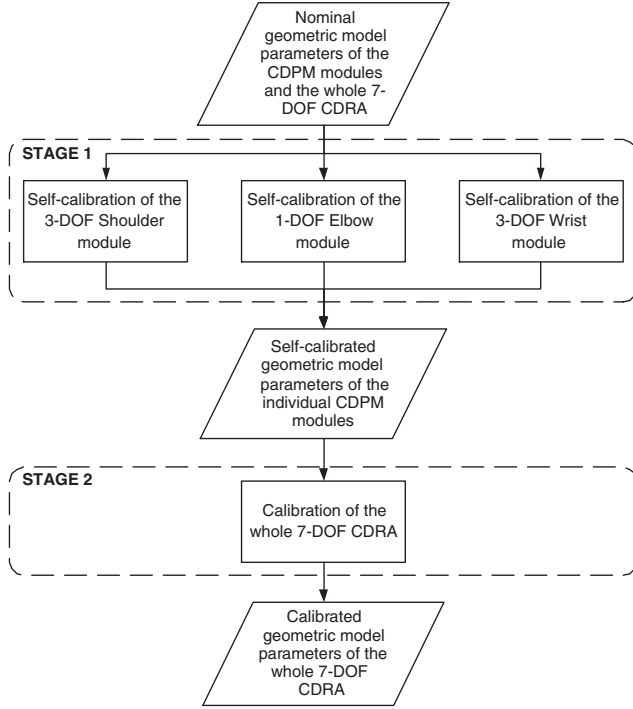 Nominal
geometric model
parameters of the
CDPM modules
and the whole 7-
DOF CDRA
STAGE 1
Self-calibration of the
3-DOF Shoulder
module
Self-calibration of the
1-DOF Elbow
module
Self-calibration of the
3-DOF Wrist
module
Self-calibrated
geometric model
parameters of the
individual CDPM
modules
STAGE 2
Calibration of the
whole 7-DOF CDRA
Calibrated
geometric model
parameters of the
whole 7-DOF
CDRA